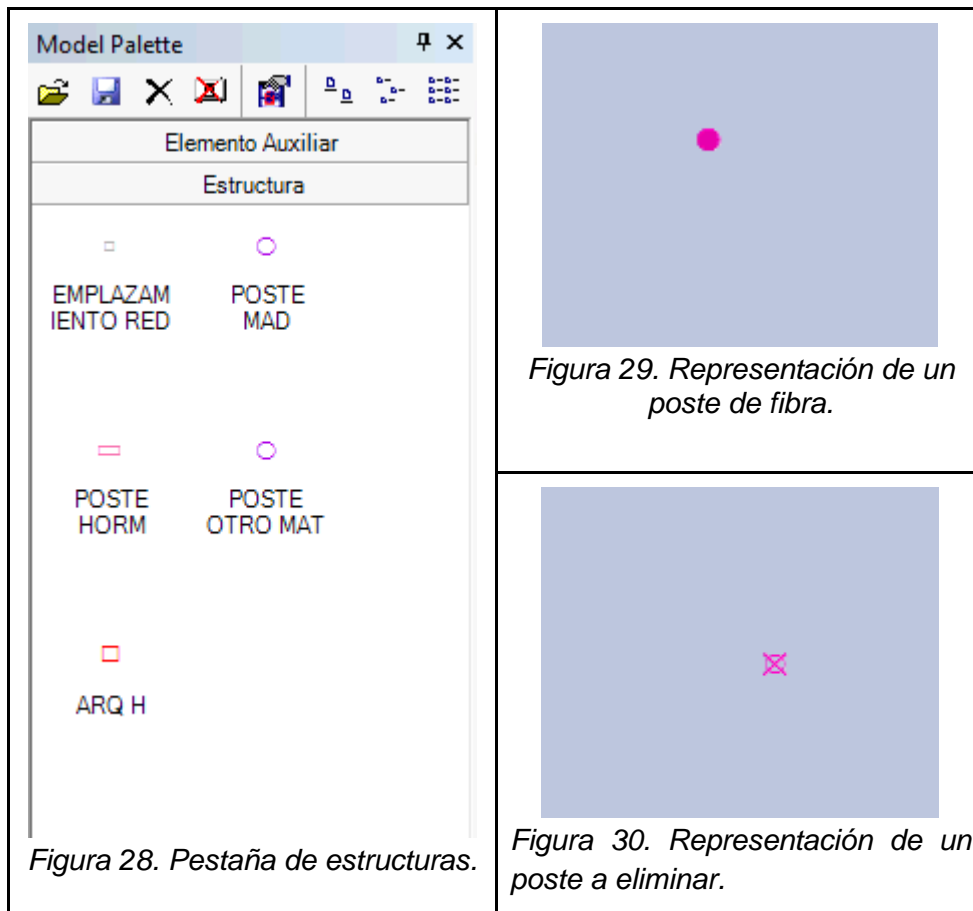 Model Palette
Elemento Auxiliar
Estructura
EMPLAZAM
IENTO RED
POSTE
MAD
POSTE
HORM
POSTE
OTRO MAT
ARQ H
Figura 28. Pestaña de estructuras.
Figura 29. Representación de un
poste de fibra.
Figura 30. Representación de un
poste a eliminar.